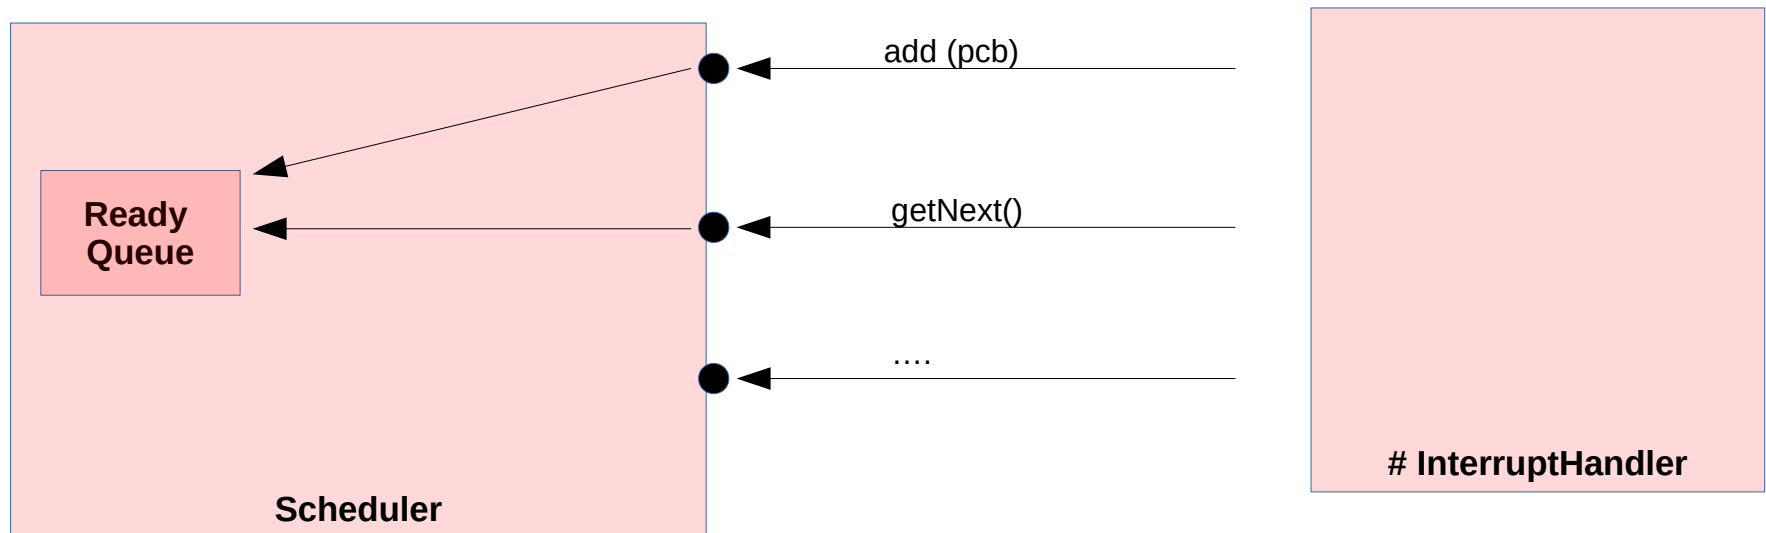 add (pcb)
Ready
Queue
getNext()
....
# InterruptHandler
Scheduler